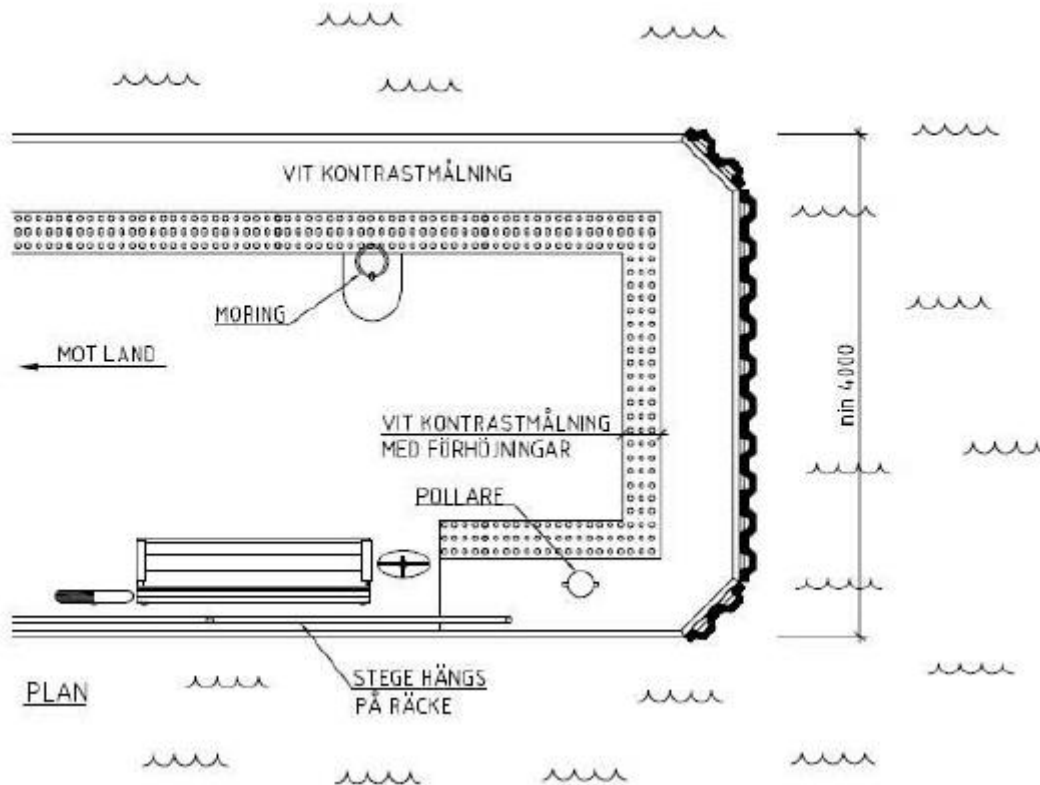 VIT KONTRASTMÅLNING
MORING
MOT LAND
VIT KONTRASTMÅLNING
MED FÖRHÖJNINGAR
POLLARE
min 4000
STEGE HÄNGS
PÅ RÄCKE
PLAN